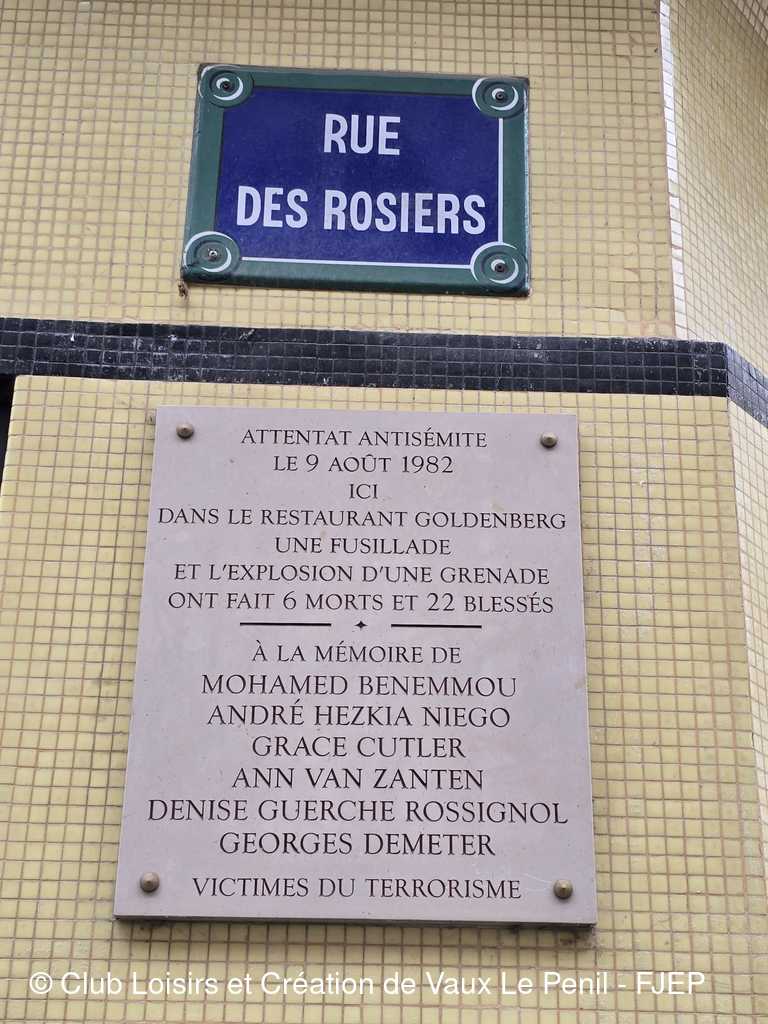 RUE
DES ROSIERS
ATTENTAT ANTISÉMITE
LE 9 AOÛT 1982
ICI
DANS LE RESTAURANT GOLDENBERG
UNE FUSILLADE
ET L'EXPLOSION D'UNE GRENADE
ONT FAIT 6 MORTS ET 22 BLESSÉS
À LA MÉMOIRE DE
MOHAMED BENEMMOU
ANDRÉ HEZKIA NIEGO
GRACE CUTLER
ANN VAN ZANTEN
DENISE GUERCHE ROSSIGNOL
GEORGES DEMETER
VICTIMES DU TERRORISME
© Club Loisirs et Création de Vaux Le Penil - FJEP